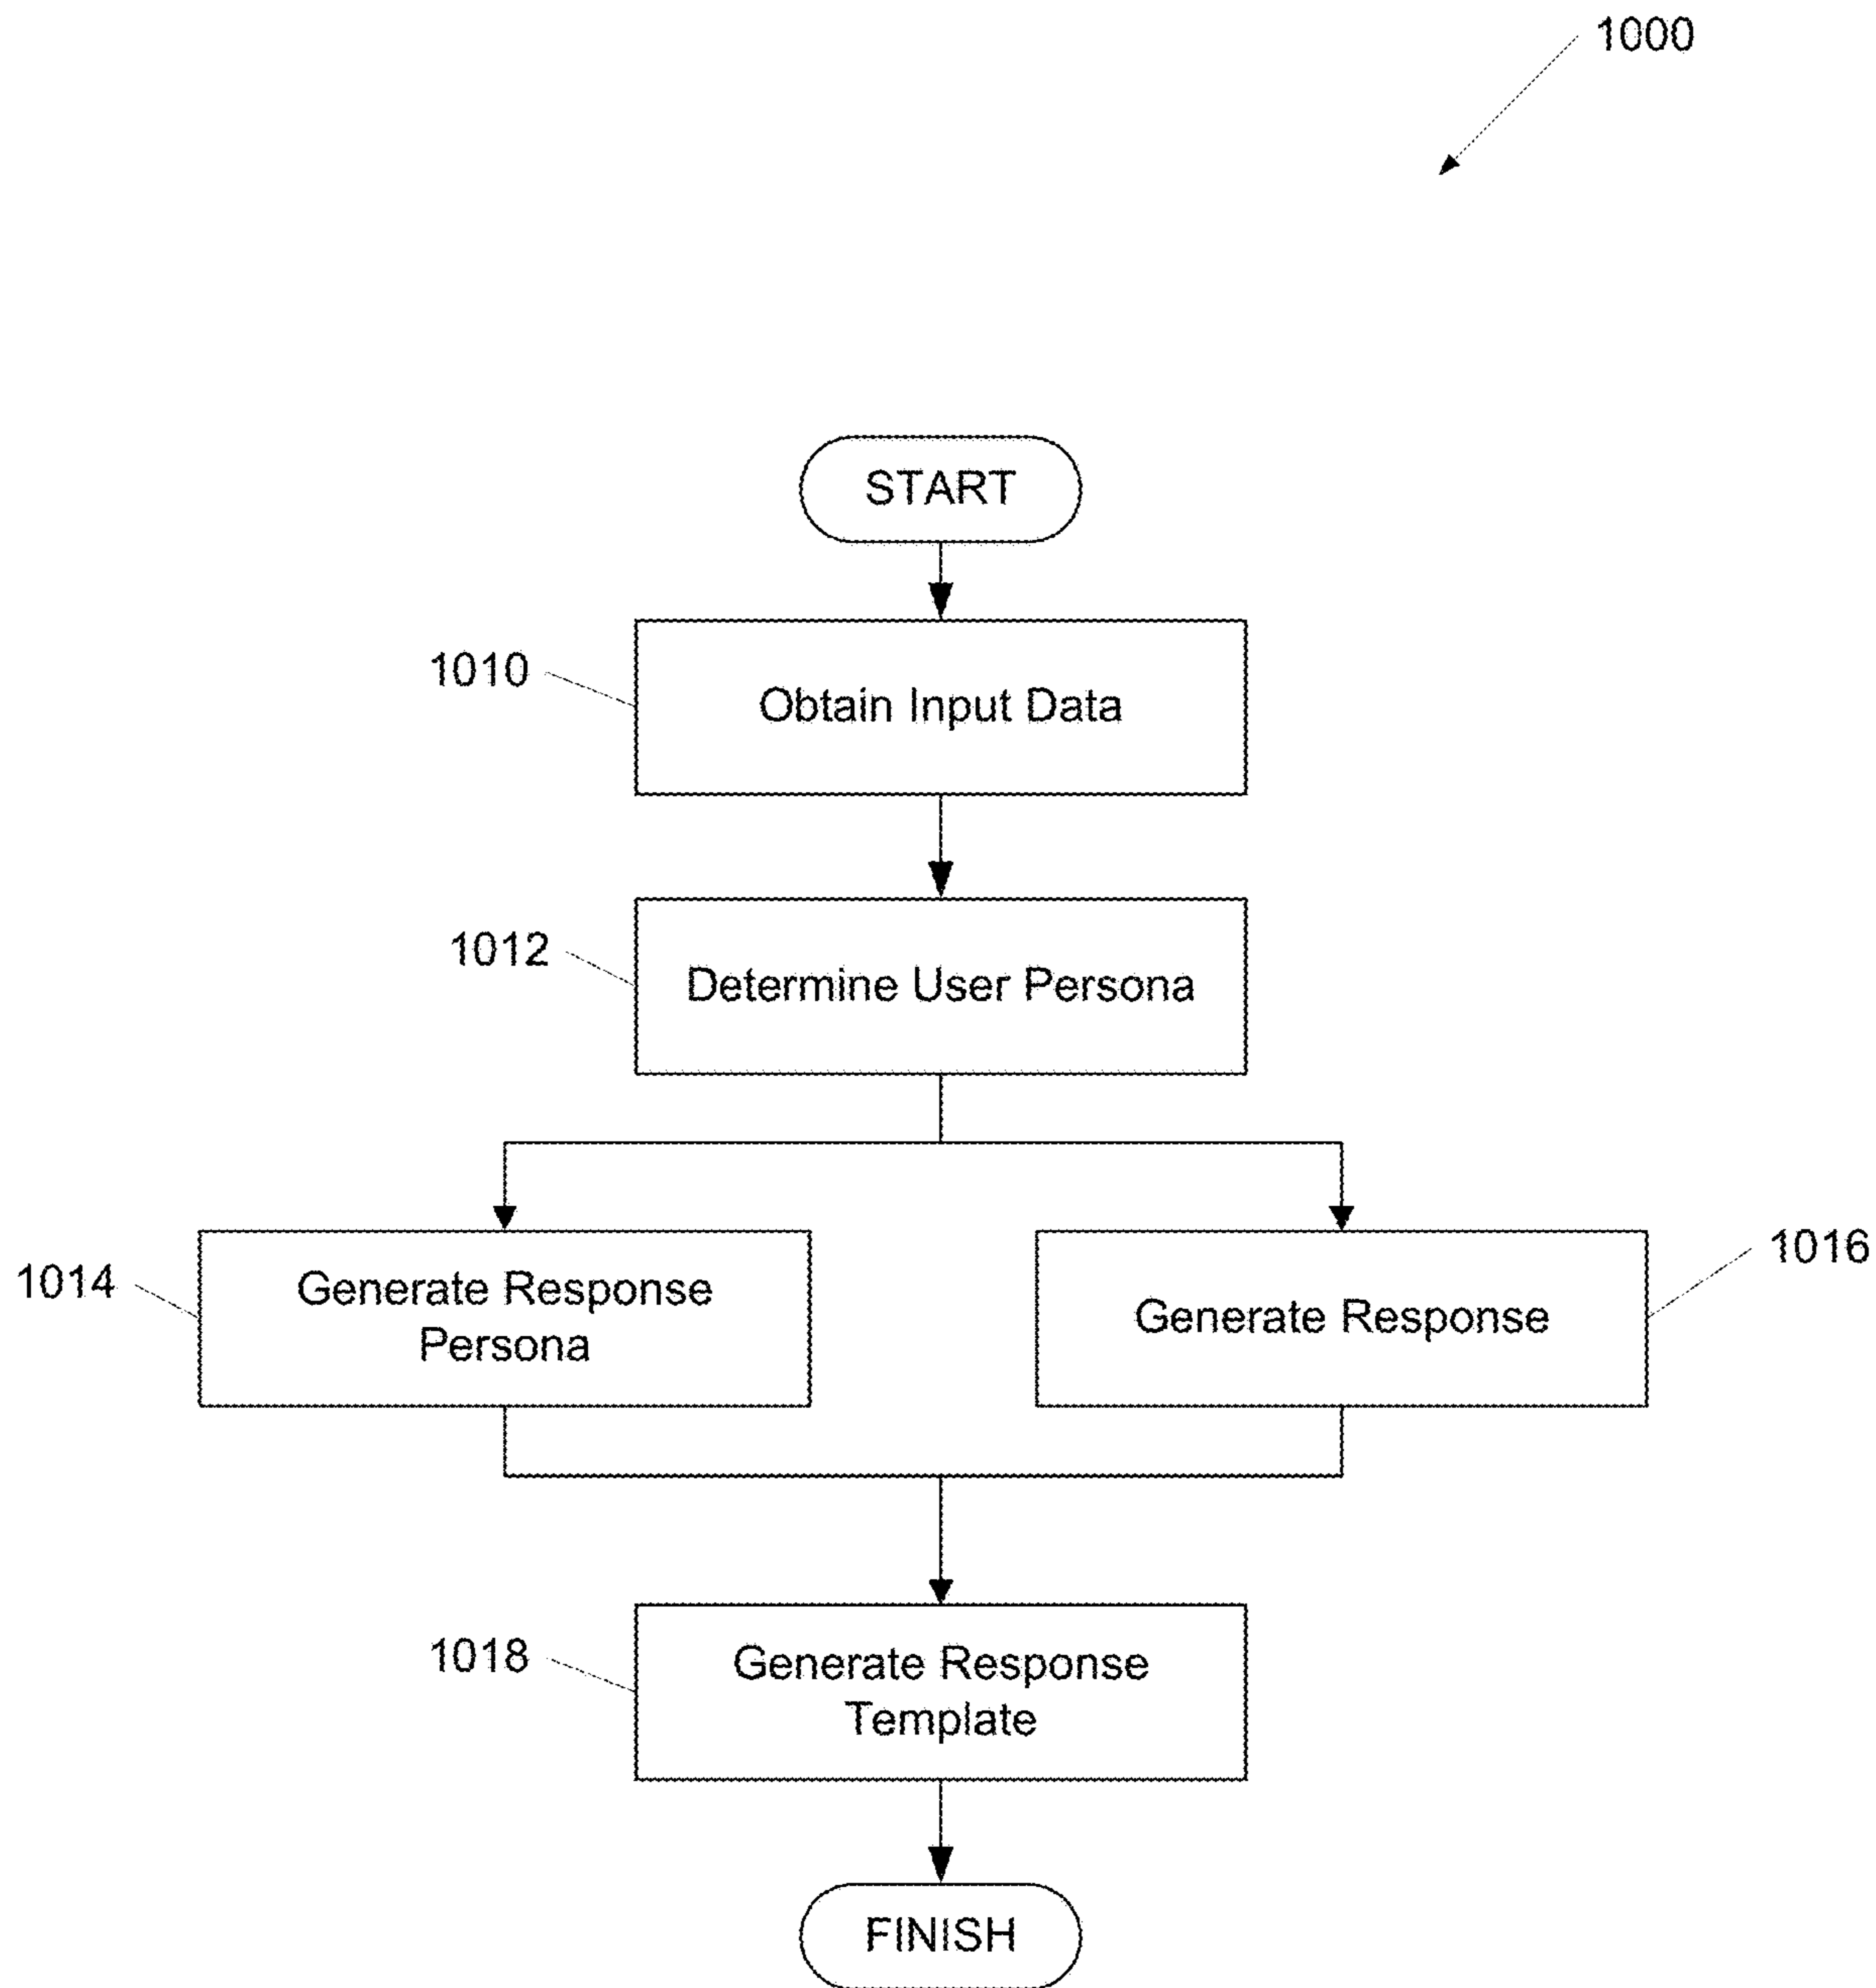 1000
START
1010
Obtain Input Data
1012
Determine User Persona
1014
Generate Response
Persona
Generate Response
1016
1018
Generate Response
Template
FINISH